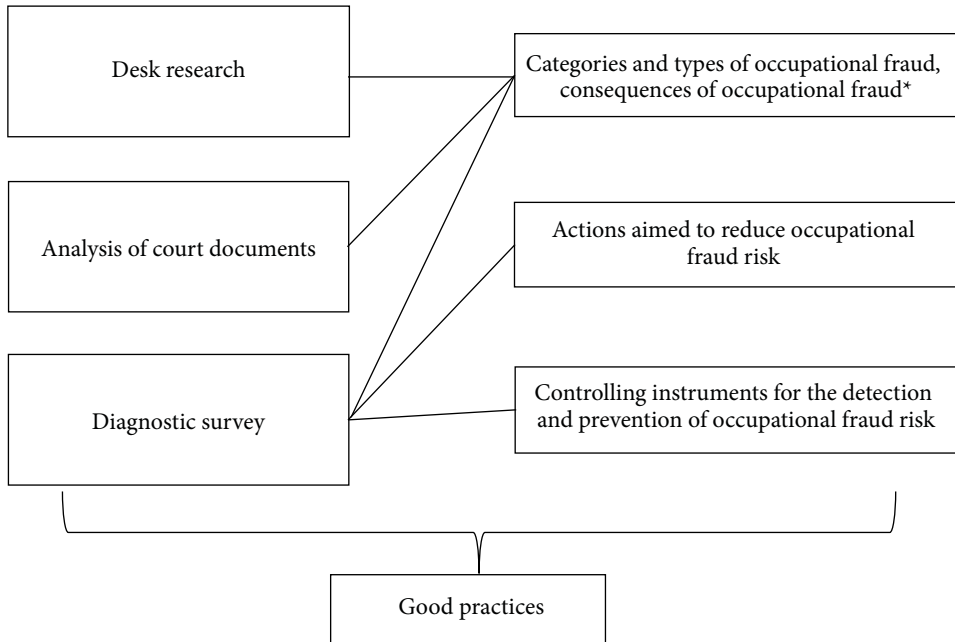 Desk research
Categories and types of occupational fraud,
consequences of occupational fraud*
Analysis of court documents
Actions aimed to reduce occupational
fraud risk
Diagnostic survey
Controlling instruments for the detection
and prevention of occupational fraud risk
Good practices